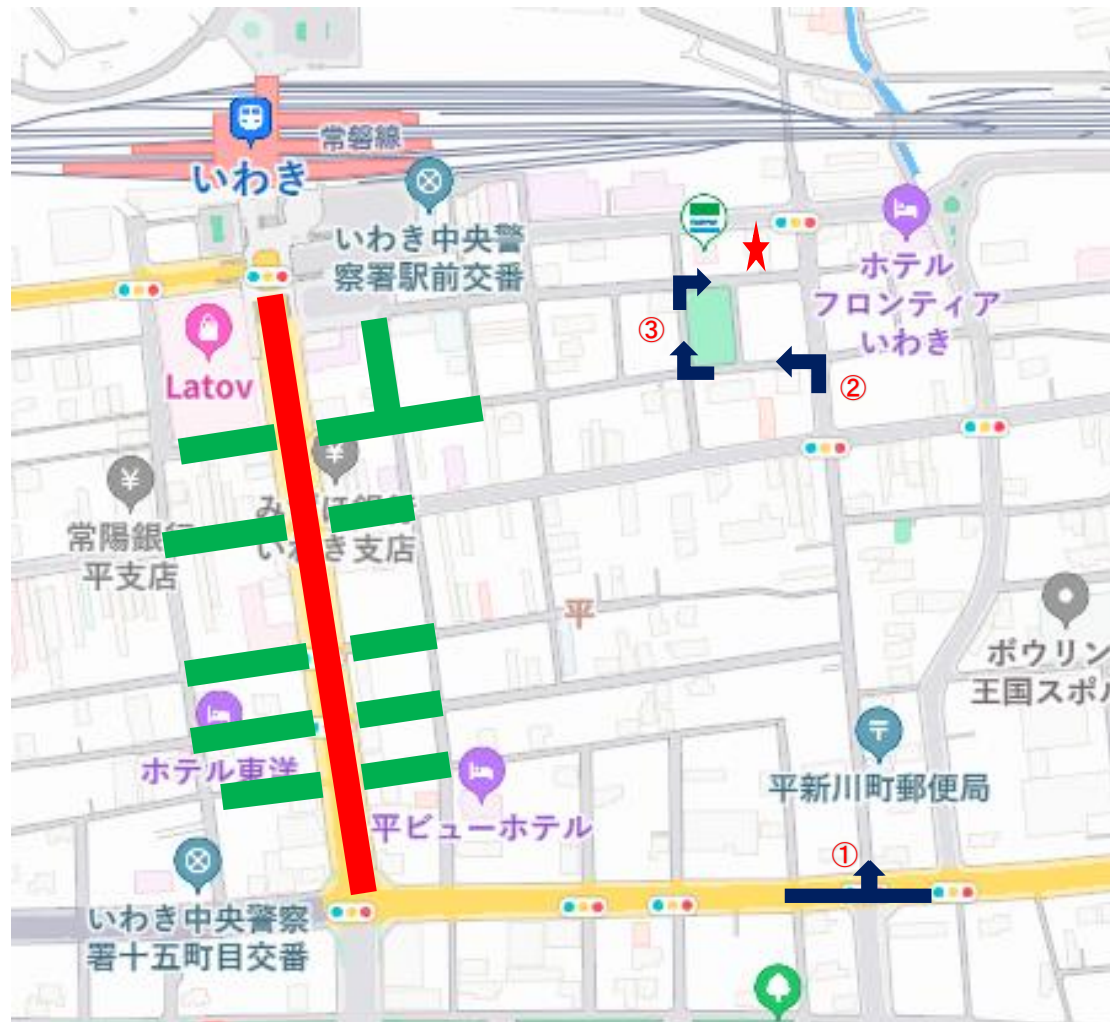 常磐線
いわき
いわき中央警
察署駅前交番
ホテル
フロンティア
いわき
③
②
Latov
¥
¥
常陽銀行
平支店
いわき支店
平
ボウリン
王国スポル
〒
ホテル東洋
平新川町郵便局
平ビューホテル
①
いわき中央警察
署十五町目交番